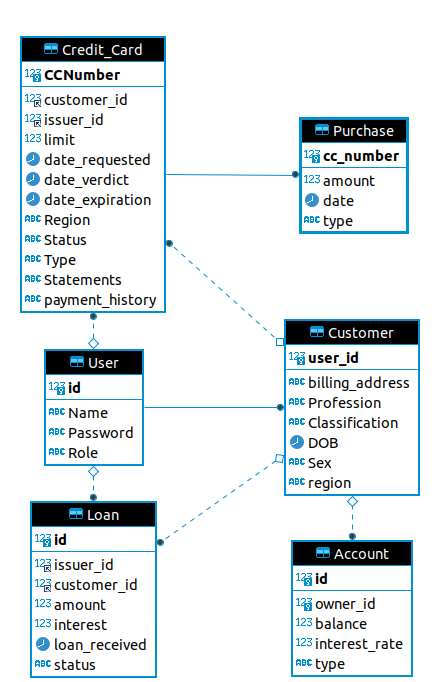 Credit_Card
123 CCNumber
123 customer_id
123 issuer_id
123 limit
date_requested
date_verdict
date_expiration
ABC Region
ABC Status
ABC Type
ABC Statements
ABC payment_history
Purchase
123 cc_number
123 amount
date
ABC type
Customer
123 user_id
ABC billing_address
ABC Profession
ABC Classification
DOB
ABC Sex
ABC region
User
123 id
ABC Name
ABC Password
ABC Role
Loan
123 id
123 issuer_id
123 customer_id
123 amount
123 interest
loan_received
ABC status
Account
123 id
123 owner_id
123 balance
123 interest_rate
ABC type